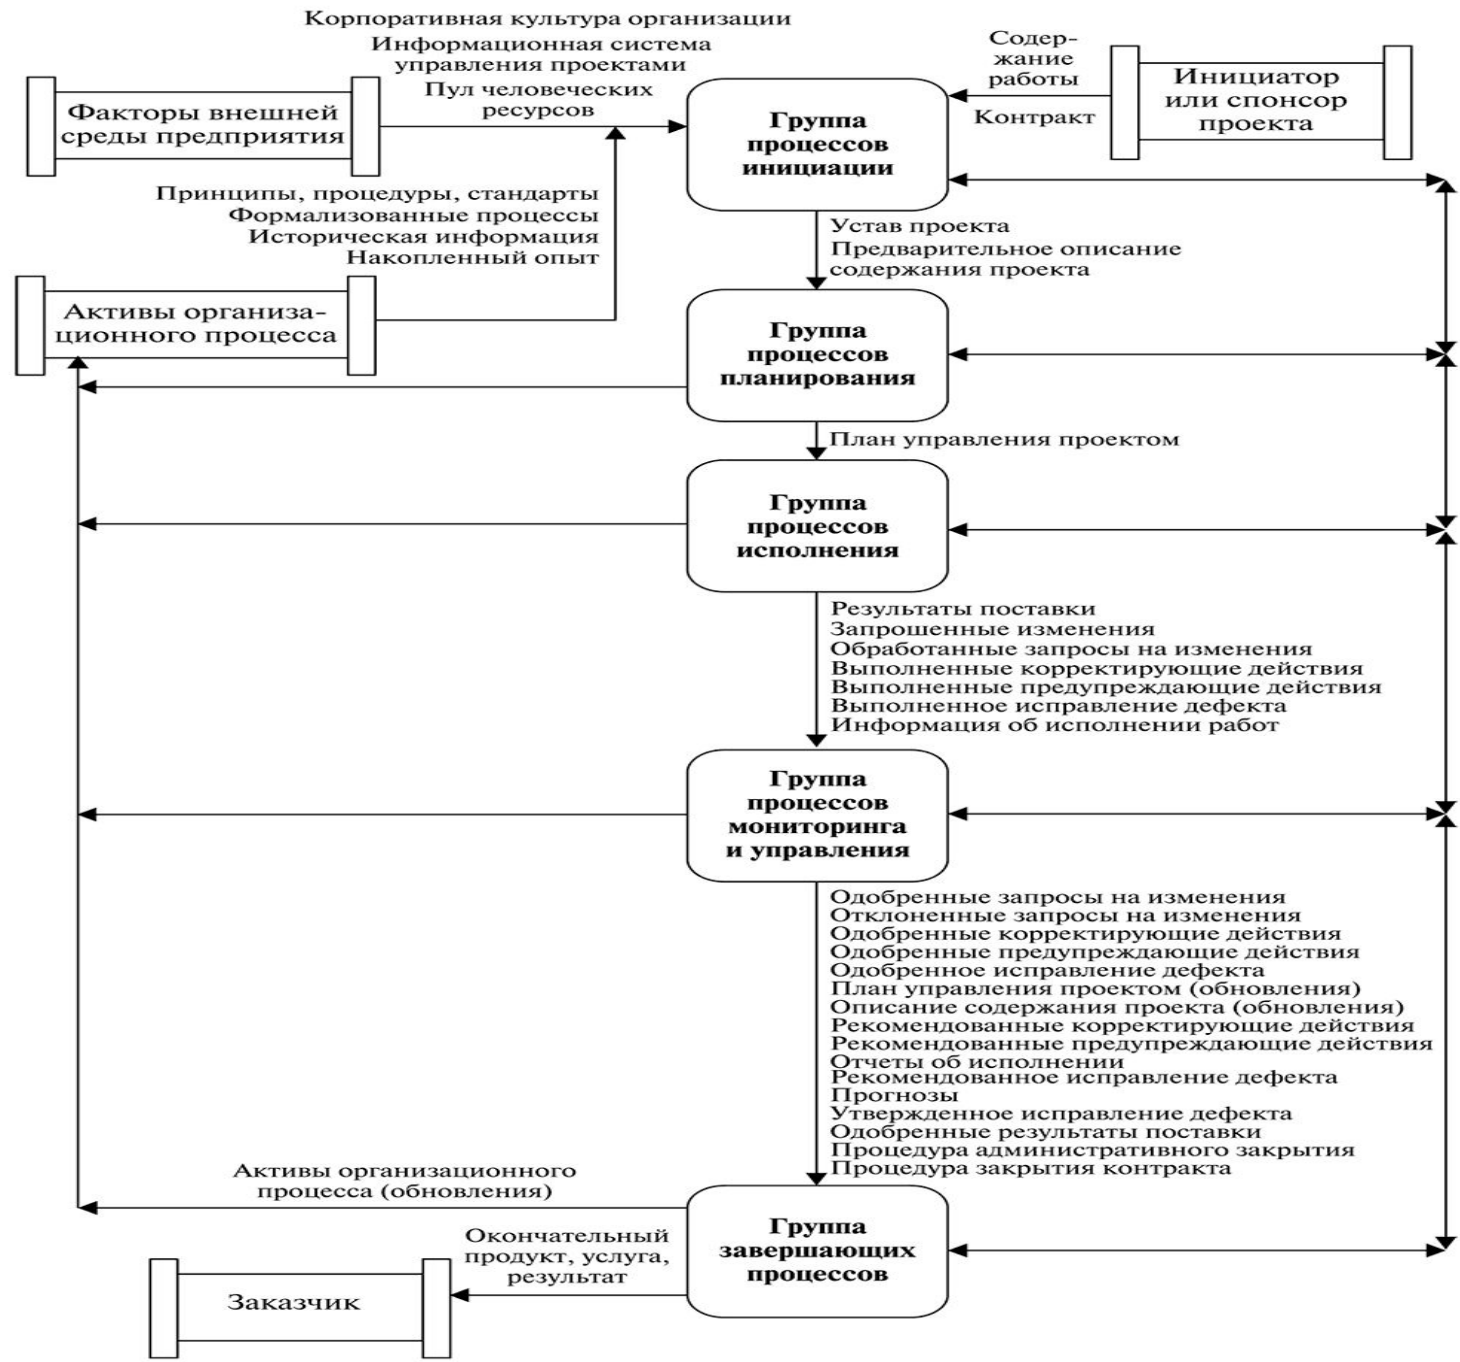 Корпоративная культура организации
Информационная система
управления проектами
Пул человеческих
ресурсов
Содер-
жание
работы
Контракт
Инициатор
или спонсор
проекта
Факторы внешней
среды предприятия
Группа
процессов
инициации
Принципы, процедуры, стандарты
Формализованные процессы
Историческая информация
Накопленный опыт
Устав проекта
Предварительное описание
содержания проекта
Активы организа-
ционного процесса
Группа
процессов
планирования
План управления проектом
Группа
процессов
исполнения
Результаты поставки
Запрошенные изменения
Обработанные запросы на изменения
Выполненные корректирующие действия
Выполненные предупреждающие действия
Выполненное исправление дефекта
Информация об исполнении работ
Группа
процессов
мониторинга
и управления
Одобренные запросы на изменения
Отклоненные запросы на изменения
Одобренные корректирующие действия
Одобренные предупреждающие действия
Одобренное исправление дефекта
План управления проектом (обновления)
Описание содержания проекта (обновления)
Рекомендованные корректирующие действия
Рекомендованные предупреждающие действия
Отчеты об исполнении
Рекомендованное исправление дефекта
Прогнозы
Утвержденное исправление дефекта
Одобренные результаты поставки
Процедура административного закрытия
Процедура закрытия контракта
Активы организационного
процесса (обновления)
Группа
завершающих
процессов
Окончательный
продукт, услуга,
результат
Заказчик